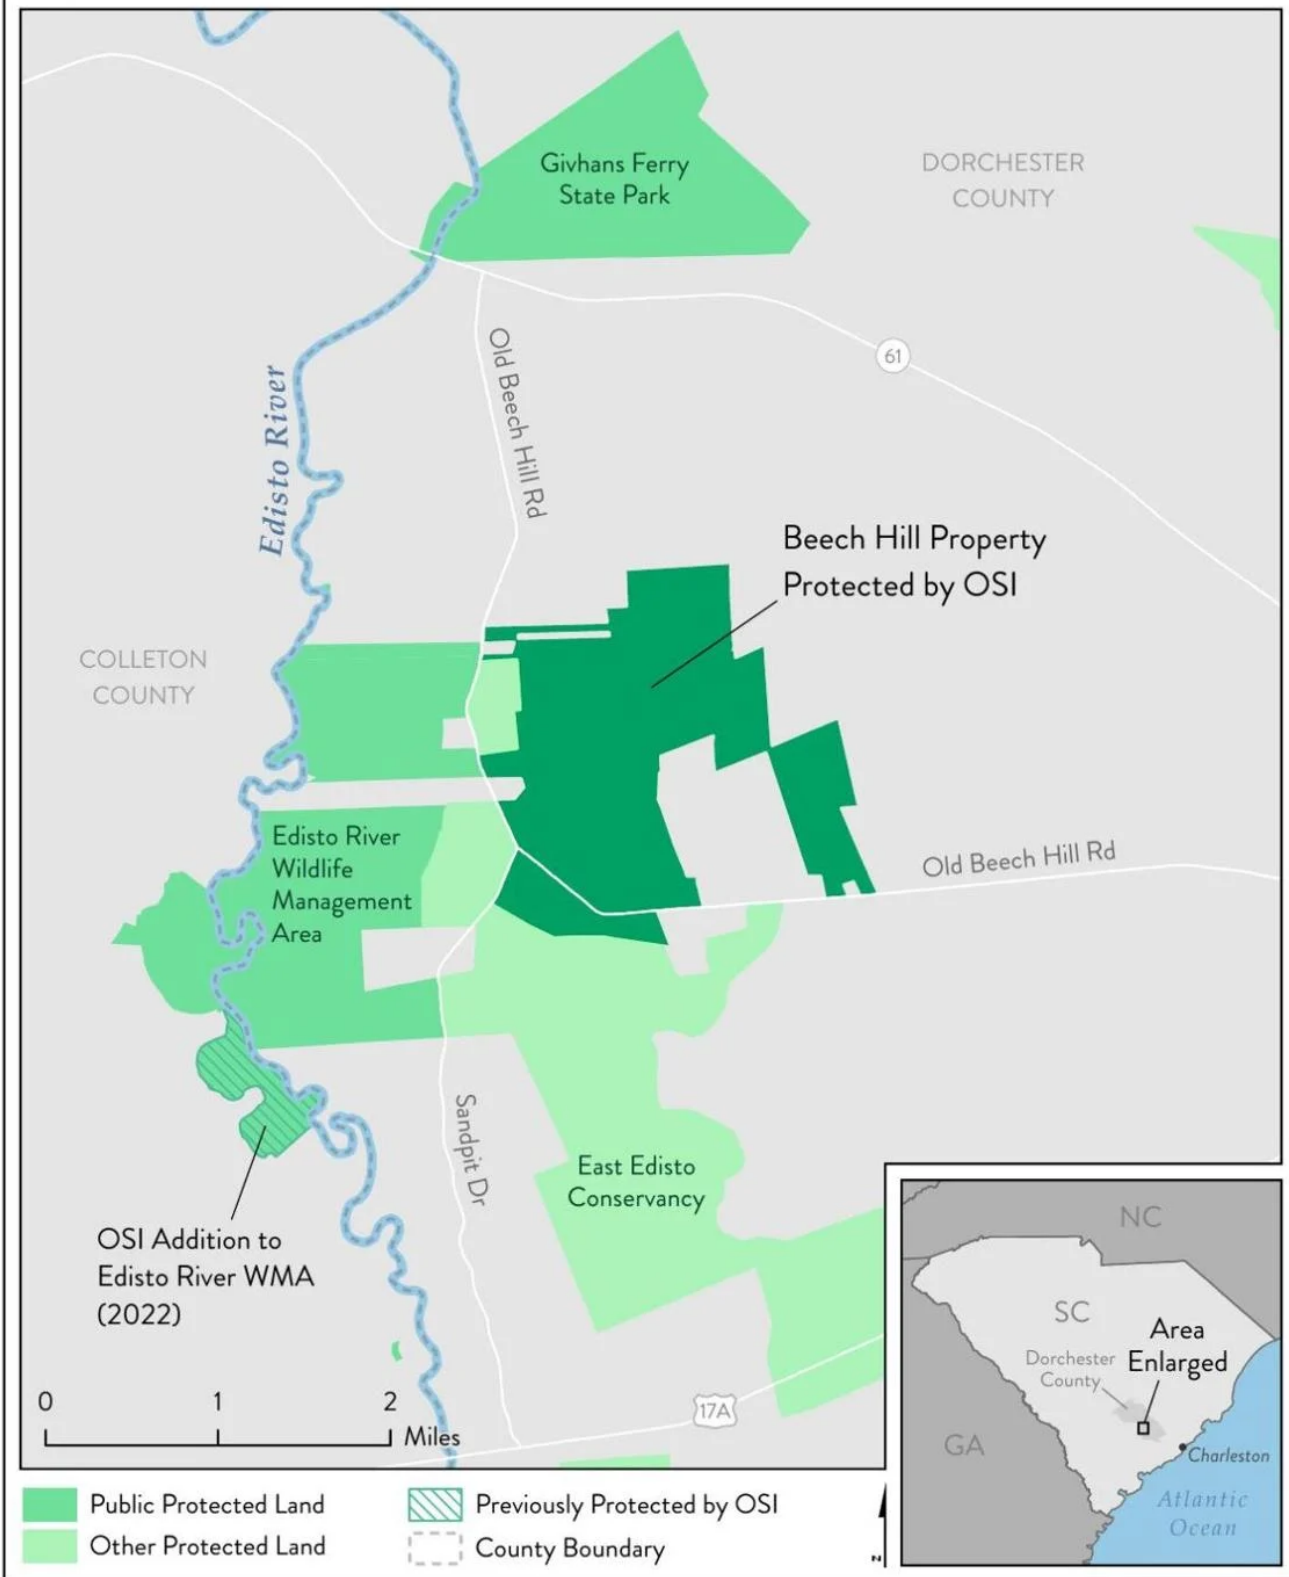 Givhans Ferry
State Park
DORCHESTER
COUNTY
61
Old Beech Hill Rd
Edisto River
Beech Hill Property
Protected by OSI
COLLETON
COUNTY
Old Beech Hill Rd
Edisto River
Wildlife
Management
Area
Sandpit Dr
East Edisto
Conservancy
OSI Addition to
Edisto River WMA
(2022)
0 1 2
Miles
17A
NC
SC
Area
Enlarged
Dorchester
County
GA
Charleston
Atlantic
Ocean
Public Protected Land
Other Protected Land
Previously Protected by OSI
County Boundary
N